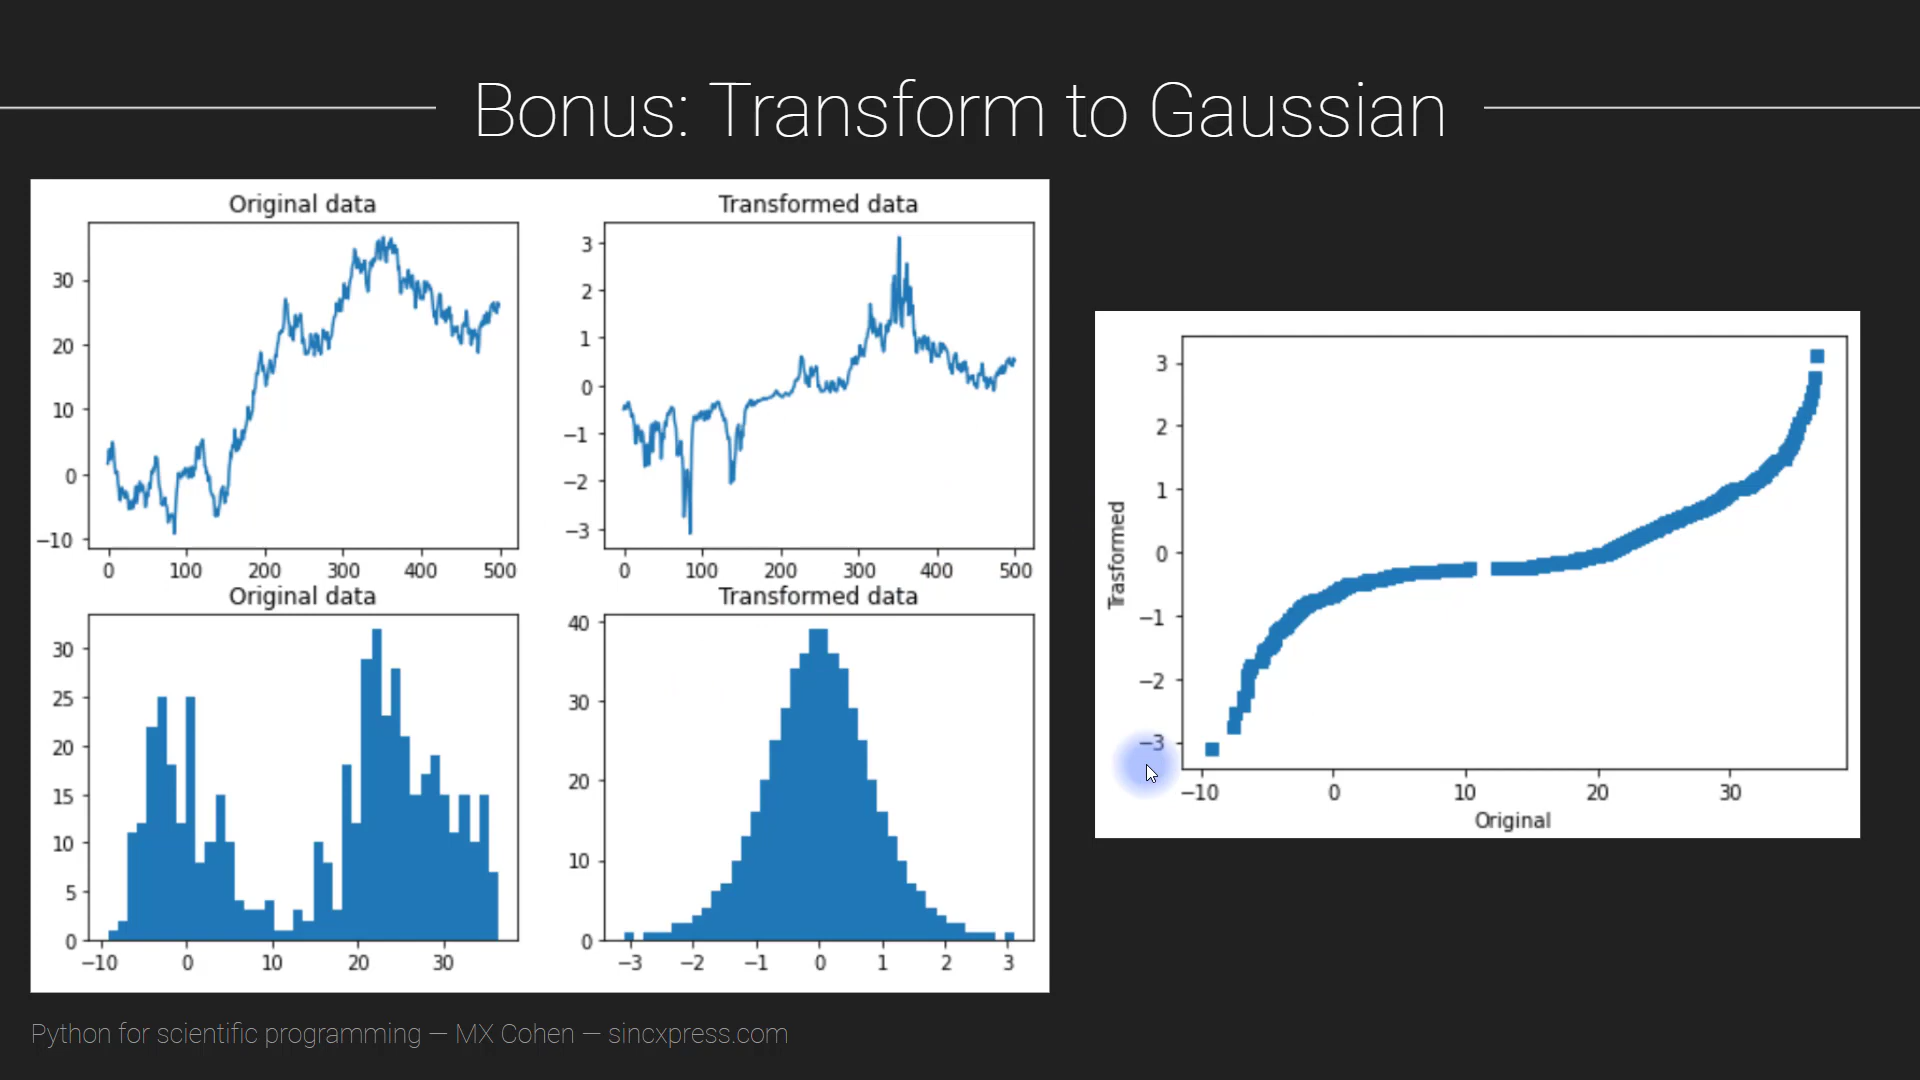 Bonus: Transform to Gaussian
Original data
30
20
10
0
−10
0 100 200 300 400 500
Transformed data
3
2
1
0
−1
−2
−3
0 100 200 300 400 500
Original data
30
25
20
15
10
5
0
−10 0 10 20 30
Transformed data
40
30
20
10
0
−3 −2 −1 0 1 2 3
Trasformed
3
2
1
0
−1
−2
−3
−10 0 10 20 30
Original
Python for scientific programming — MX Cohen — sincxpress.com